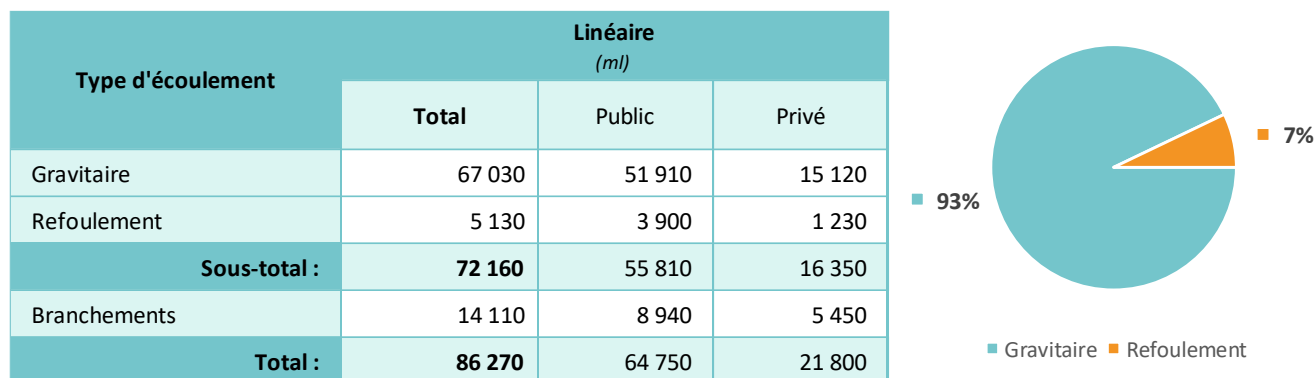 Type d'écoulement
Linéaire
(ml)
Total Public Privé
Gravitaire 67 030 51 910 15 120
Refoulement 5 130 3 900 1 230
Sous-total : 72 160 55 810 16 350
Branchements 14 110 8 940 5 450
Total : 86 270 64 750 21 800
7%
93%
Gravitaire Refoulement